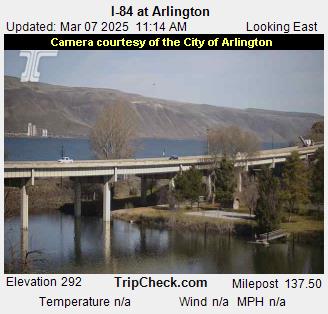 I-84 at Arlington
Updated: Mar 07 2025 11:14 AM Looking East
Camera courtesy of the City of Arlington
Elevation 292 TripCheck.com Milepost 137.50
Temperature n/a Wind n/a MPH n/a